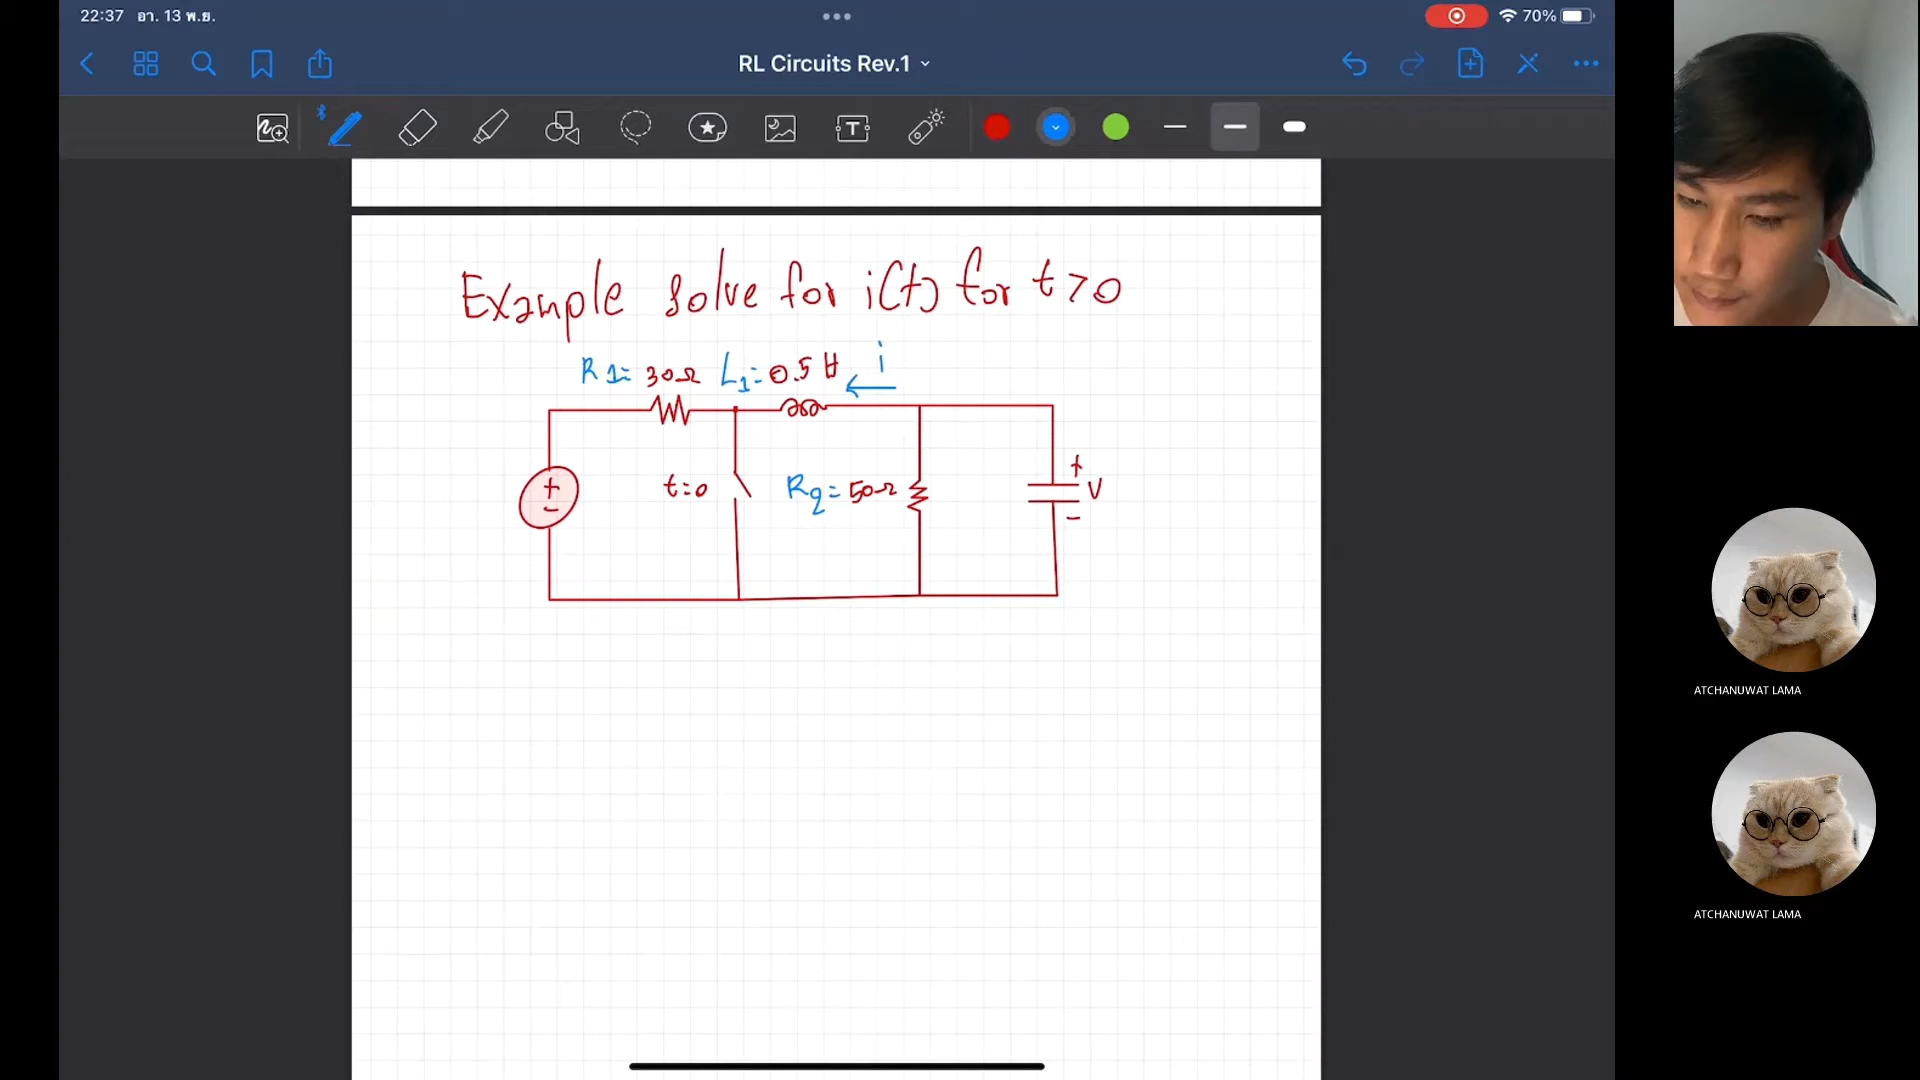 22:37 อา. 13 พ.ย.
70%
RL Circuits Rev.1
T
Example solve for i(t) for t>0
R1= 30Ω L1= 0.5 H i
+
-
t=0
R2= 50Ω
+
V
-
ATCHANUWAT LAMA
ATCHANUWAT LAMA